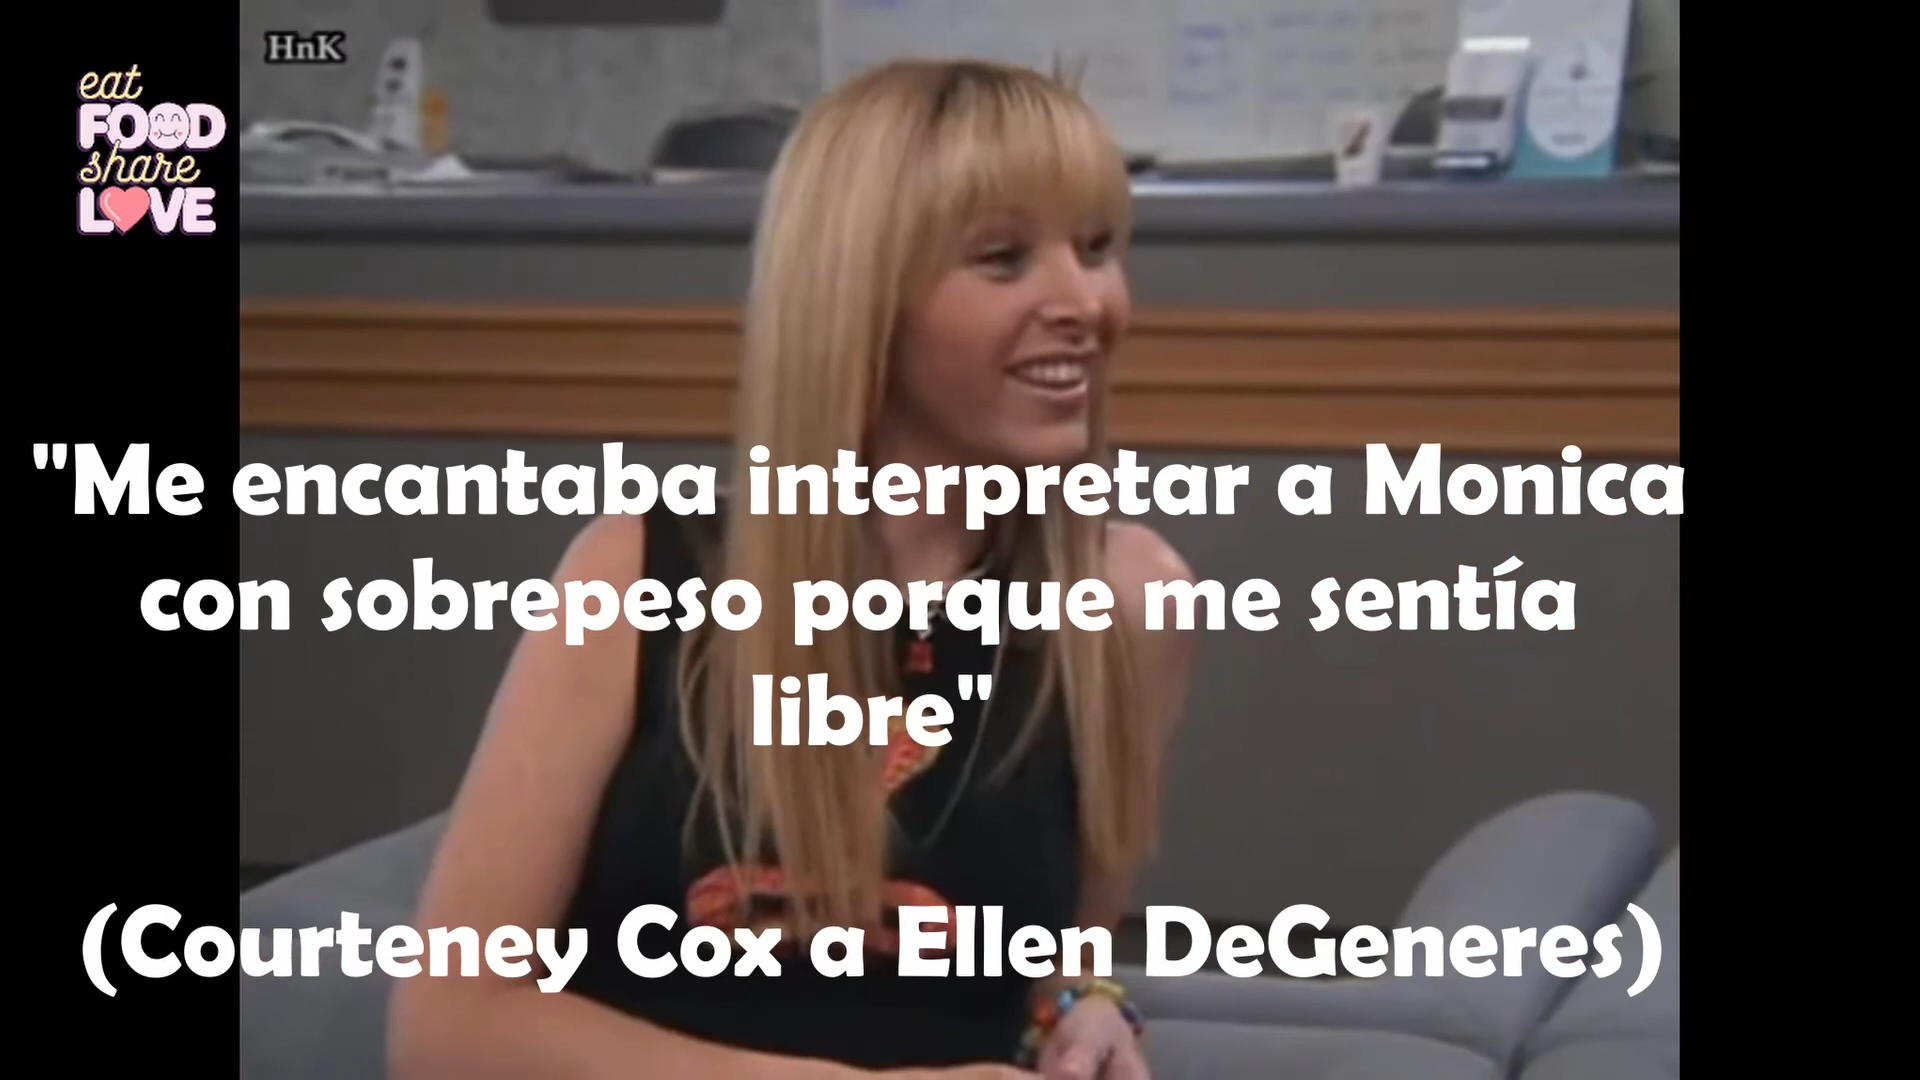 HnK
eat
FOOD
share
LOVE
"Me encantaba interpretar a Monica
con sobrepeso porque me sentía
libre"
(Courteney Cox a Ellen DeGeneres)